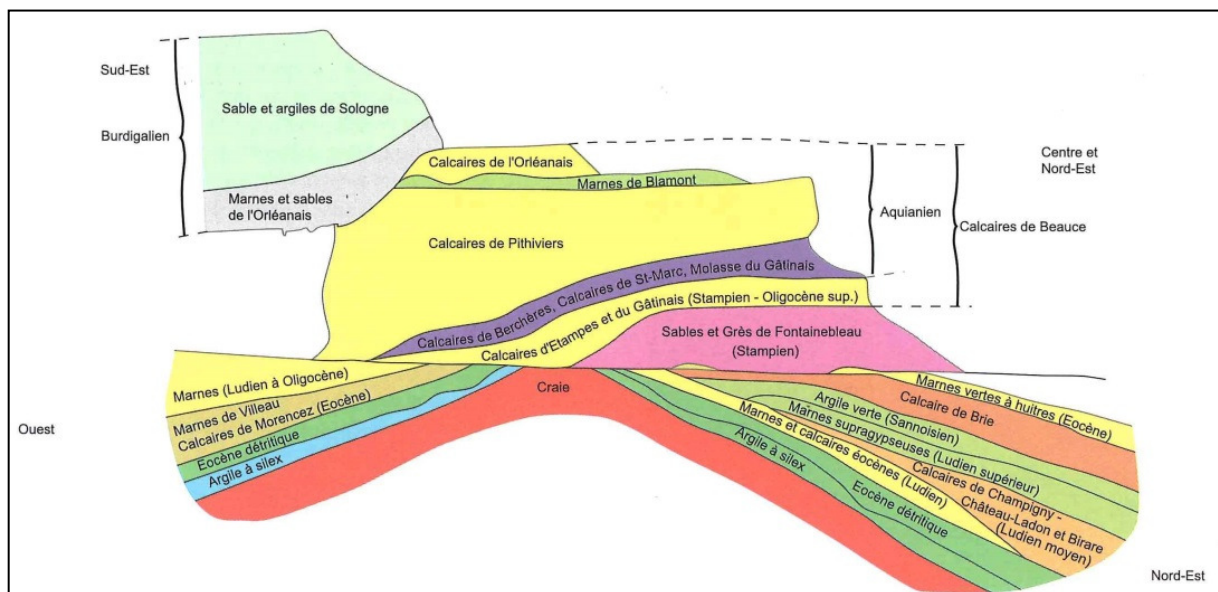 Sud-Est
Burdigalien
Sable et argiles de Sologne
Marnes et sables
de l'Orléanais
Calcaires de l'Orléanais
Marnes de Blamont
Centre et
Nord-Est
Aquianien
Calcaires de Beauce
Calcaires de Pithiviers
Calcaires de Berchères, Calcaires de St-Marc, Molasse du Gâtinais
Calcaires d'Etampes et du Gâtinais (Stampien - Oligocène sup.)
Sables et Grès de Fontainebleau
(Stampien)
Ouest
Marnes (Ludien à Oligocène)
Marnes de Villeau
Calcaires de Morencez (Eocène)
Eocène détritique
Argile à silex
Craie
Marnes vertes à huitres (Eocène)
Calcaire de Brie
Argile verte (Sannoisien)
Marnes supragypseuses (Ludien supérieur)
Marnes et calcaires éocènes (Ludien)
Calcaires de Champigny -
Château-Ladon et Birare
(Ludien moyen)
Argile à silex
Eocène détritique
Nord-Est